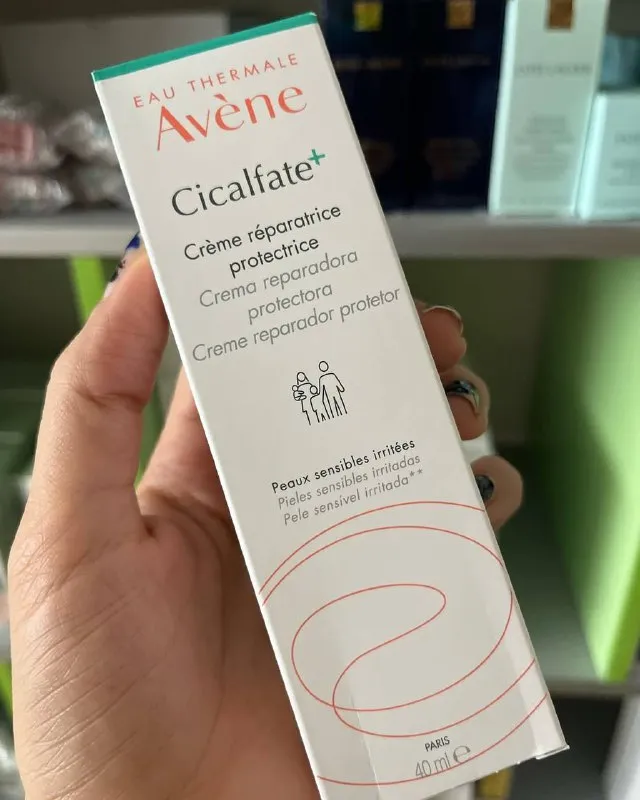 EAU THERMALE
Avène
Cicalfate+
Crème réparatrice
protectrice
Crema reparadora
protectora
Creme reparador protetor
Peaux sensibles irritées
Pieles sensibles irritadas
Pele sensível irritada**
PARIS
40 ml ℮